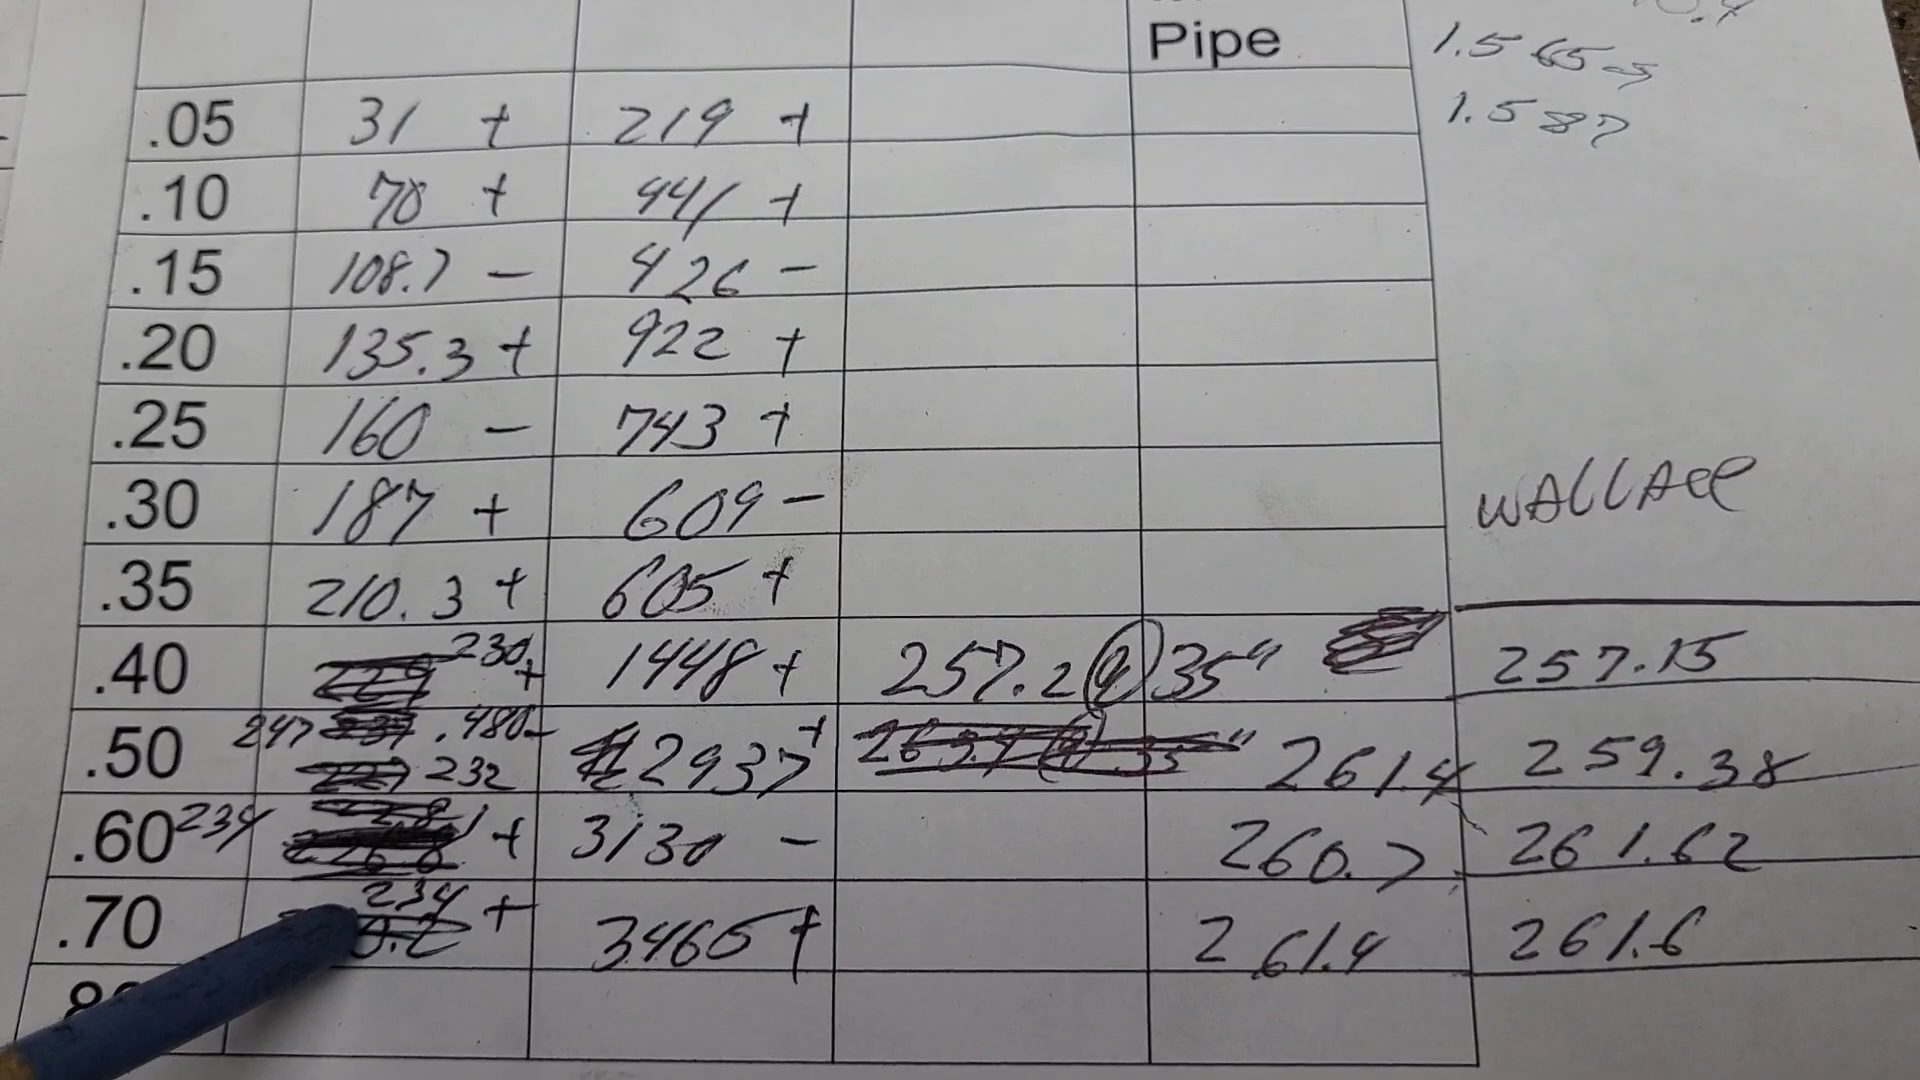 Pipe
1.565.5
1.587
.05 31 + 219 +
.10 70 + 441 +
.15 108.7 - 426 -
.20 135.3 + 922 +
.25 160 - 743 +
.30 187 + 609 -
WALLACE
.35 210.3 + 605 +
.40 230 + 1448 + 257.2 @ 35" 257.15
.50 247 .480 - 232 2937 + 261.4 259.38
.60 234 + 3130 - 260.7 261.62
.70 234 + 3465 + 261.4 261.6